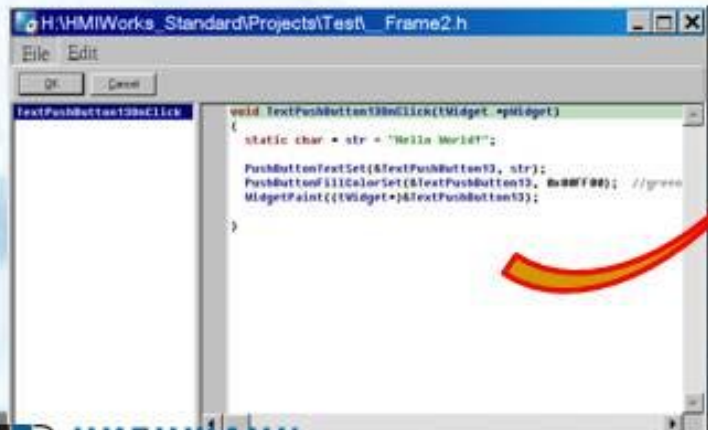 H:\HMIWorks_Standard\Projects\Test\__Frame2.h
File Edit
OK Cancel
TextPushButton13OnClick
void TextPushButton13OnClick(tWidget *pWidget)
{
static char * str = "Hello World!";
PushButtonTextSet(&TextPushButton13, str);
PushButtonFillColorSet(&TextPushButton13, 0x00FF00); //green
WidgetPaint((tWidget*)&TextPushButton13);
}